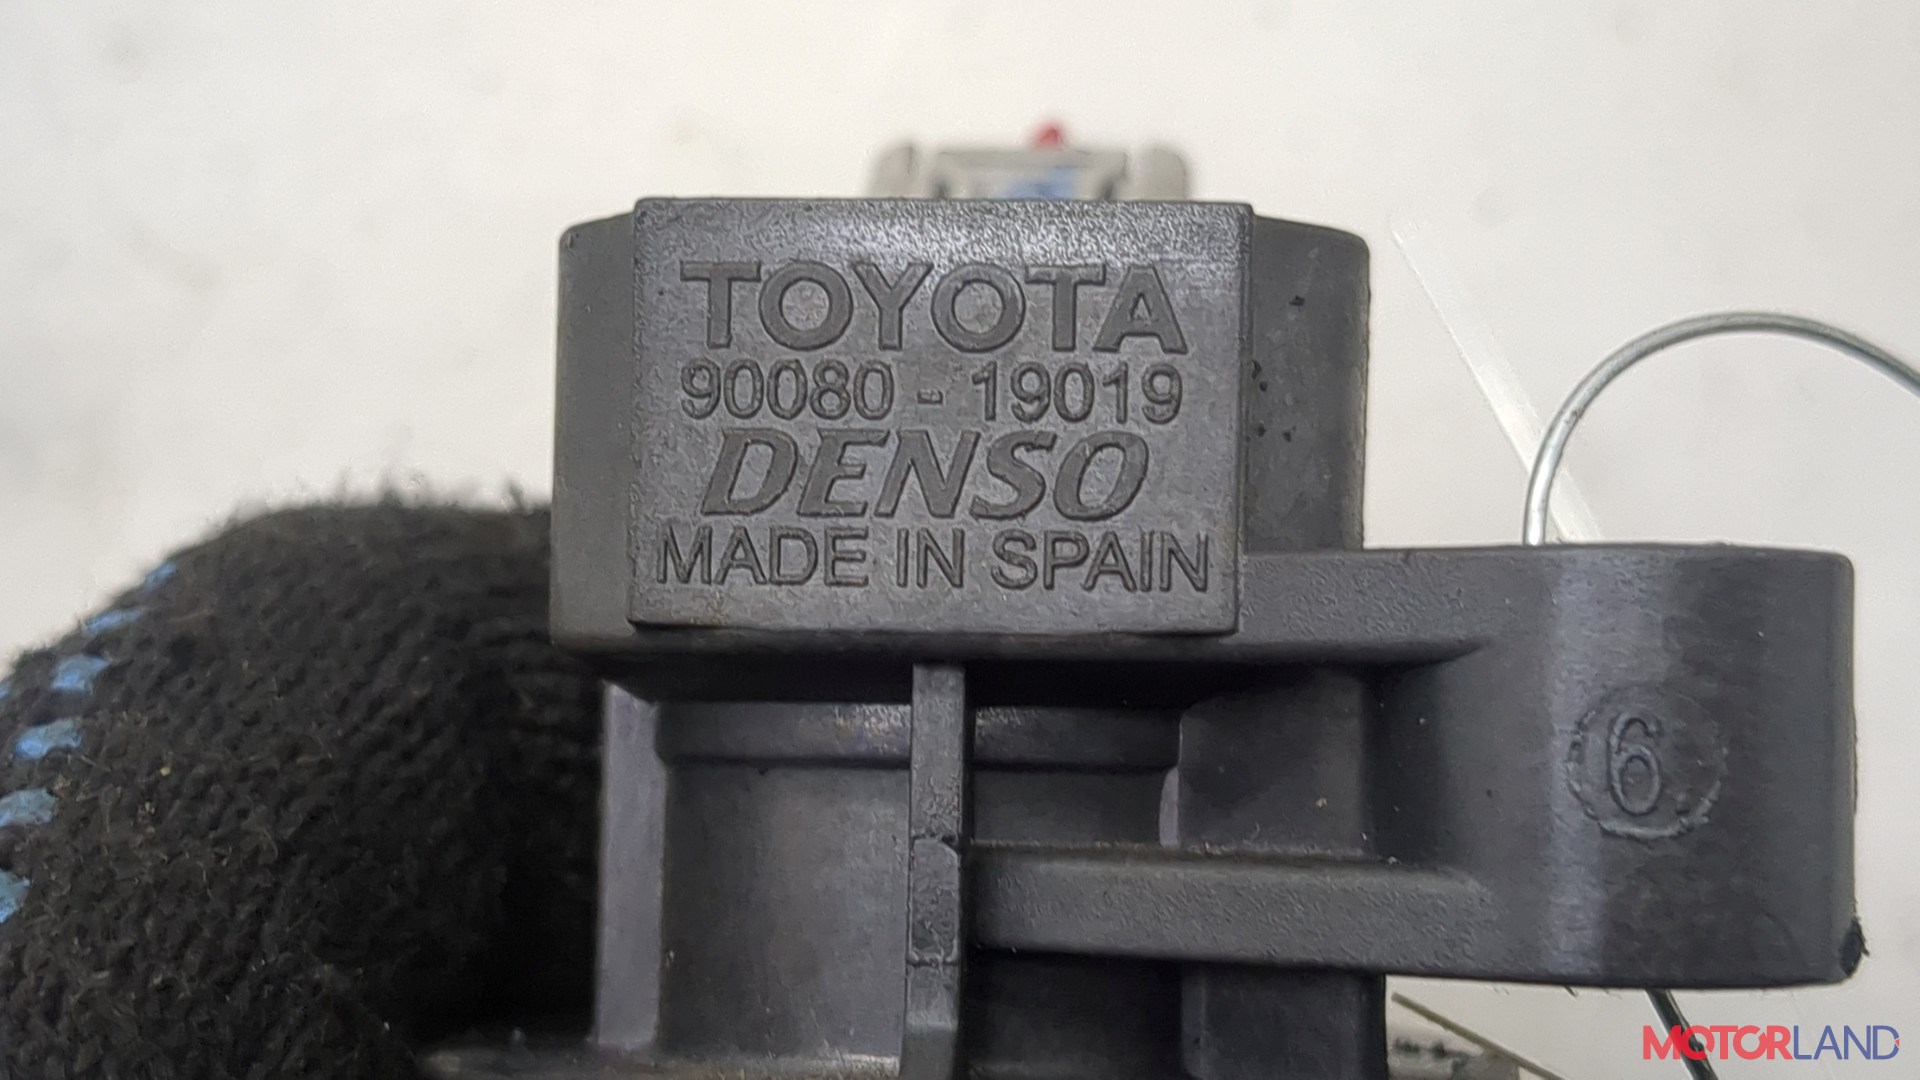 TOYOTA
90080 - 19019
DENSO
MADE IN SPAIN
6
MOTORLAND